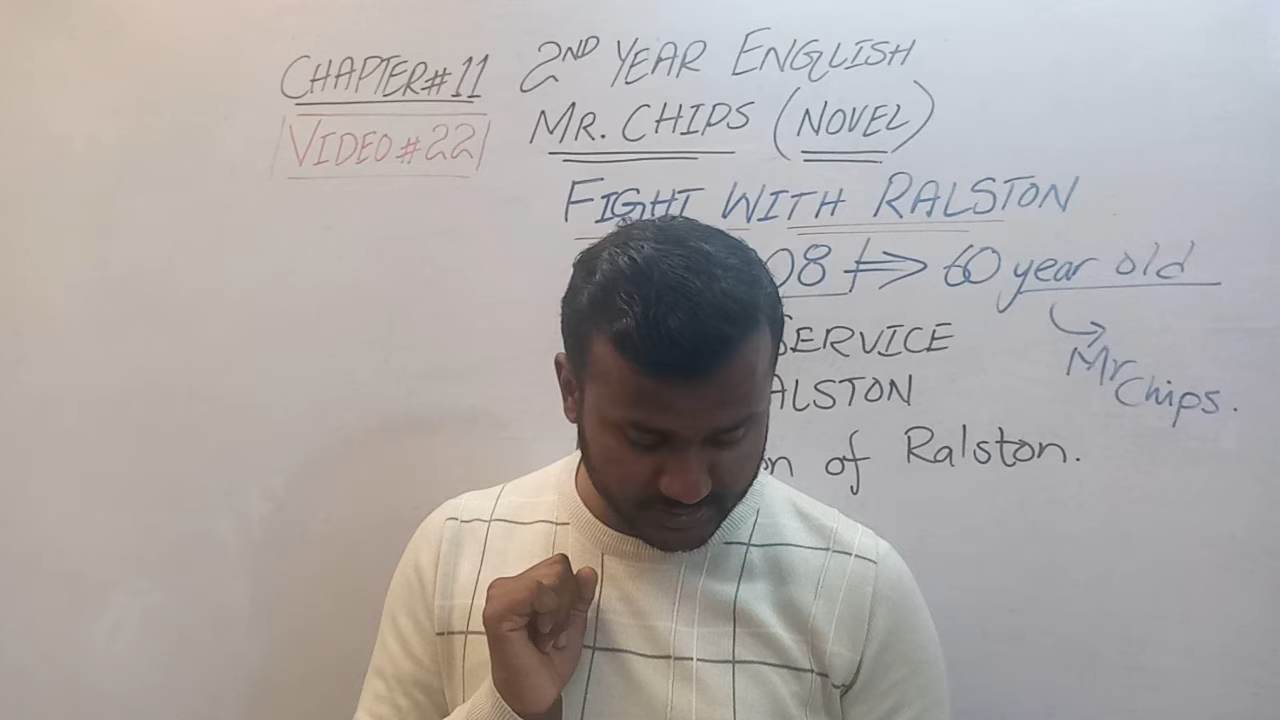 CHAPTER#11 2ND YEAR ENGLISH
VIDEO#22 MR. CHIPS (NOVEL)
FIGHT WITH RALSTON
08 => 60 year old
Mr Chips.
SERVICE
ALSTON
of Ralston.